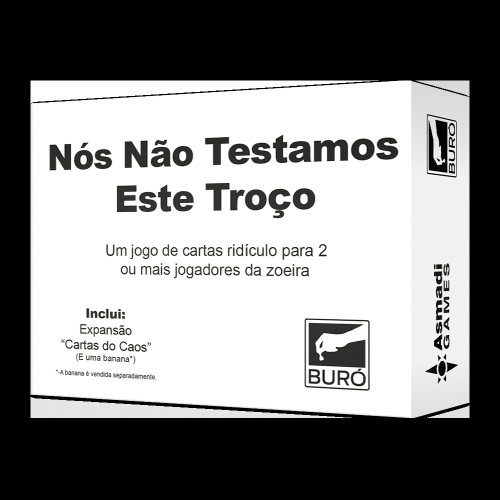 Nós Não Testamos
Este Troço
Um jogo de cartas ridículo para 2
ou mais jogadores da zoeira
Inclui:
Expansão
“Cartas do Caos”
(E uma banana*)
*-A banana é vendida separadamente.
BURÓ
BURÓ
Asmadi
GAMES